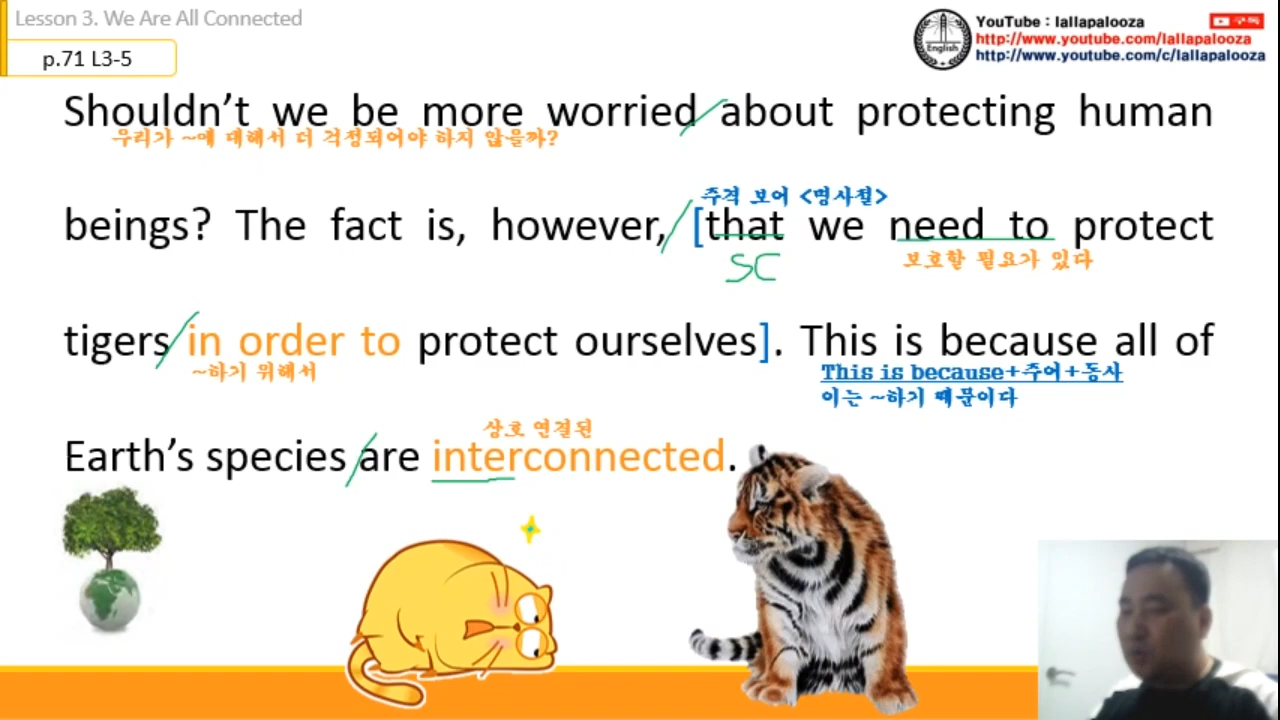 Lesson 3. We Are All Connected
p.71 L3-5
YouTube : lallapalooza
구독
http://www.youtube.com/lallapalooza
http://www.youtube.com/c/lallapalooza
English
Shouldn't we be more worried about protecting human
우리가 ~에 대해서 더 걱정되어야 하지 않을까?
주격 보어 <명사절>
beings? The fact is, however, [that we need to protect
SC
보호할 필요가 있다
tigers in order to protect ourselves]. This is because all of
~하기 위해서
This is because+주어+동사
이는 ~하기 때문이다
상호 연결된
Earth's species are interconnected.